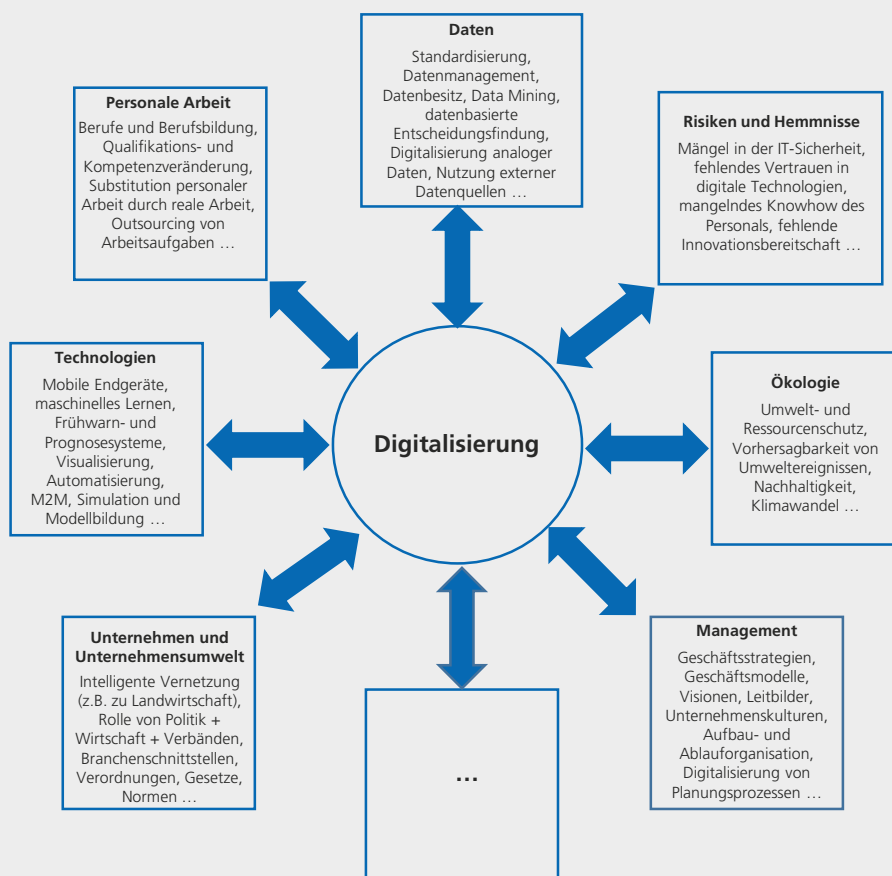 Daten
Standardisierung,
Datenmanagement,
Datenbesitz, Data Mining,
datenbasierte
Entscheidungsfindung,
Digitalisierung analoger
Daten, Nutzung externer
Datenquellen …
Personale Arbeit
Berufe und Berufsbildung,
Qualifikations- und
Kompetenzveränderung,
Substitution personaler
Arbeit durch reale Arbeit,
Outsourcing von
Arbeitsaufgaben …
Risiken und Hemmnisse
Mängel in der IT-Sicherheit,
fehlendes Vertrauen in
digitale Technologien,
mangelndes Knowhow des
Personals, fehlende
Innovationsbereitschaft …
Technologien
Mobile Endgeräte,
maschinelles Lernen,
Frühwarn- und
Prognosesysteme,
Visualisierung,
Automatisierung,
M2M, Simulation und
Modellbildung …
Digitalisierung
Ökologie
Umwelt- und
Ressourcenschutz,
Vorhersagbarkeit von
Umweltereignissen,
Nachhaltigkeit,
Klimawandel …
Unternehmen und
Unternehmensumwelt
Intelligente Vernetzung
(z.B. zu Landwirtschaft),
Rolle von Politik +
Wirtschaft + Verbänden,
Branchenschnittstellen,
Verordnungen, Gesetze,
Normen …
…
Management
Geschäftsstrategien,
Geschäftsmodelle,
Visionen, Leitbilder,
Unternehmenskulturen,
Aufbau- und
Ablauforganisation,
Digitalisierung von
Planungsprozessen …